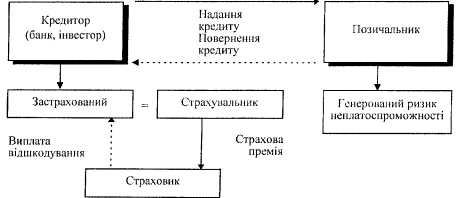 Кредитор
(банк, інвестор)
Надання
кредиту
Повернення
кредиту
Позичальник
Застрахований
=
Страхувальник
Генерований ризик
неплатоспроможності
Виплата
відшкодування
Страхова
премія
Страховик